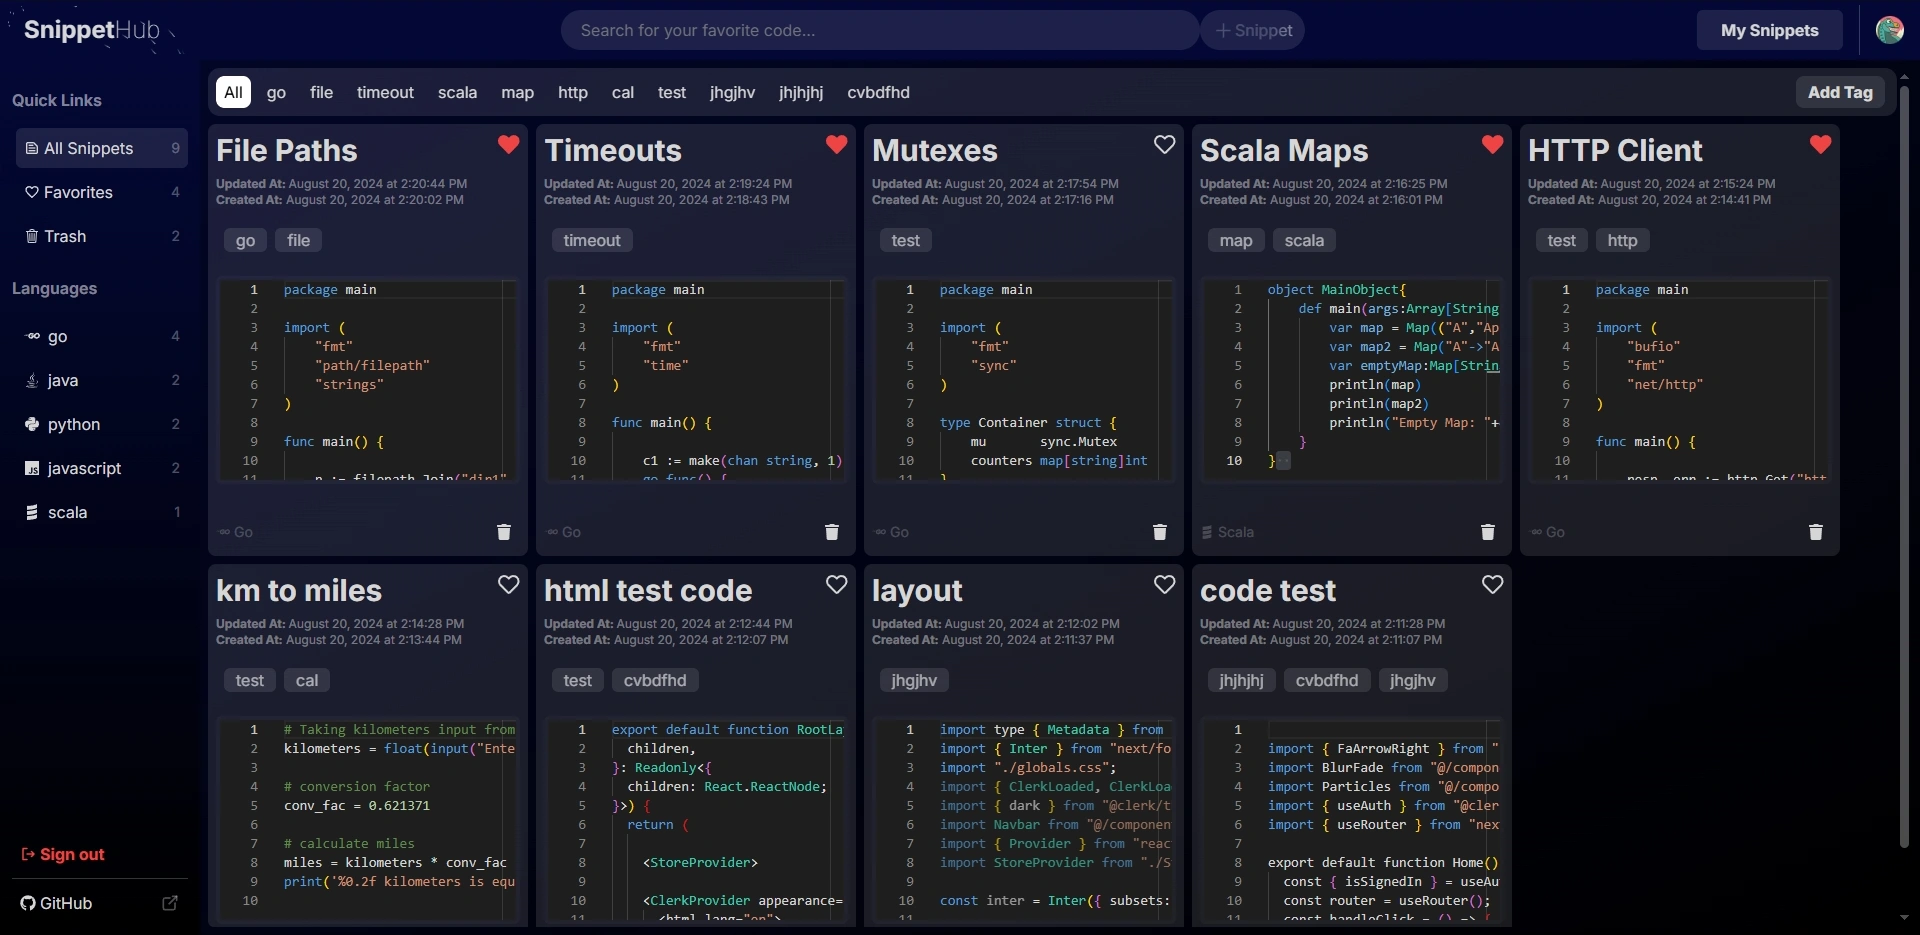 SnippetHub
Search for your favorite code...
+ Snippet
My Snippets
Quick Links
All Snippets 9
Favorites 4
Trash 2
Languages
go 4
java 2
python 2
javascript 2
scala 1
Sign out
GitHub
All go file timeout scala map http cal test jhgjhv jhjhjhj cvbdfhd
Add Tag
File Paths
Updated At: August 20, 2024 at 2:20:44 PM
Created At: August 20, 2024 at 2:20:02 PM
go file
1 package main
2
3 import (
4 "fmt"
5 "path/filepath"
6 "strings"
7 )
8
9 func main() {
10
11 p := filepath.Join("dir1"
Go
Timeouts
Updated At: August 20, 2024 at 2:19:24 PM
Created At: August 20, 2024 at 2:18:43 PM
timeout
1 package main
2
3 import (
4 "fmt"
5 "time"
6 )
7
8 func main() {
9
10 c1 := make(chan string, 1)
11 go func() {
Go
Mutexes
Updated At: August 20, 2024 at 2:17:54 PM
Created At: August 20, 2024 at 2:17:16 PM
test
1 package main
2
3 import (
4 "fmt"
5 "sync"
6 )
7
8 type Container struct {
9 mu sync.Mutex
10 counters map[string]int
11 }
Go
Scala Maps
Updated At: August 20, 2024 at 2:16:25 PM
Created At: August 20, 2024 at 2:16:01 PM
map scala
1 object MainObject{
2 def main(args:Array[String
3 var map = Map(("A","Ap
4 var map2 = Map("A"->"A
5 var emptyMap:Map[Strin
6 println(map)
7 println(map2)
8 println("Empty Map: "+
9 }
10 }
Scala
HTTP Client
Updated At: August 20, 2024 at 2:15:24 PM
Created At: August 20, 2024 at 2:14:41 PM
test http
1 package main
2
3 import (
4 "bufio"
5 "fmt"
6 "net/http"
7 )
8
9 func main() {
10
11 resp, err := http.Get("htt
Go
km to miles
Updated At: August 20, 2024 at 2:14:28 PM
Created At: August 20, 2024 at 2:13:44 PM
test cal
1 # Taking kilometers input from
2 kilometers = float(input("Ente
3
4 # conversion factor
5 conv_fac = 0.621371
6
7 # calculate miles
8 miles = kilometers * conv_fac
9 print('%0.2f kilometers is equ
10
html test code
Updated At: August 20, 2024 at 2:12:44 PM
Created At: August 20, 2024 at 2:12:07 PM
test cvbdfhd
1 export default function RootLa
2 children,
3 }: Readonly<{
4 children: React.ReactNode;
5 }>) {
6 return (
7
8 <StoreProvider>
9
10 <ClerkProvider appearance=
11 <html lang="en">
layout
Updated At: August 20, 2024 at 2:12:02 PM
Created At: August 20, 2024 at 2:11:37 PM
jhgjhv
1 import type { Metadata } from
2 import { Inter } from "next/fo
3 import "./globals.css";
4 import { ClerkLoaded, ClerkLoa
5 import { dark } from "@clerk/t
6 import Navbar from "@/componen
7 import { Provider } from "reac
8 import StoreProvider from "./S
9
10 const inter = Inter({ subsets:
11
code test
Updated At: August 20, 2024 at 2:11:28 PM
Created At: August 20, 2024 at 2:11:07 PM
jhjhjhj cvbdfhd jhgjhv
1
2 import { FaArrowRight } from "
3 import BlurFade from "@/compon
4 import Particles from "@/compo
5 import { useAuth } from "@cler
6 import { useRouter } from "nex
7
8 export default function Home()
9 const { isSignedIn } = useAu
10 const router = useRouter();
11 const handleClick = () => {